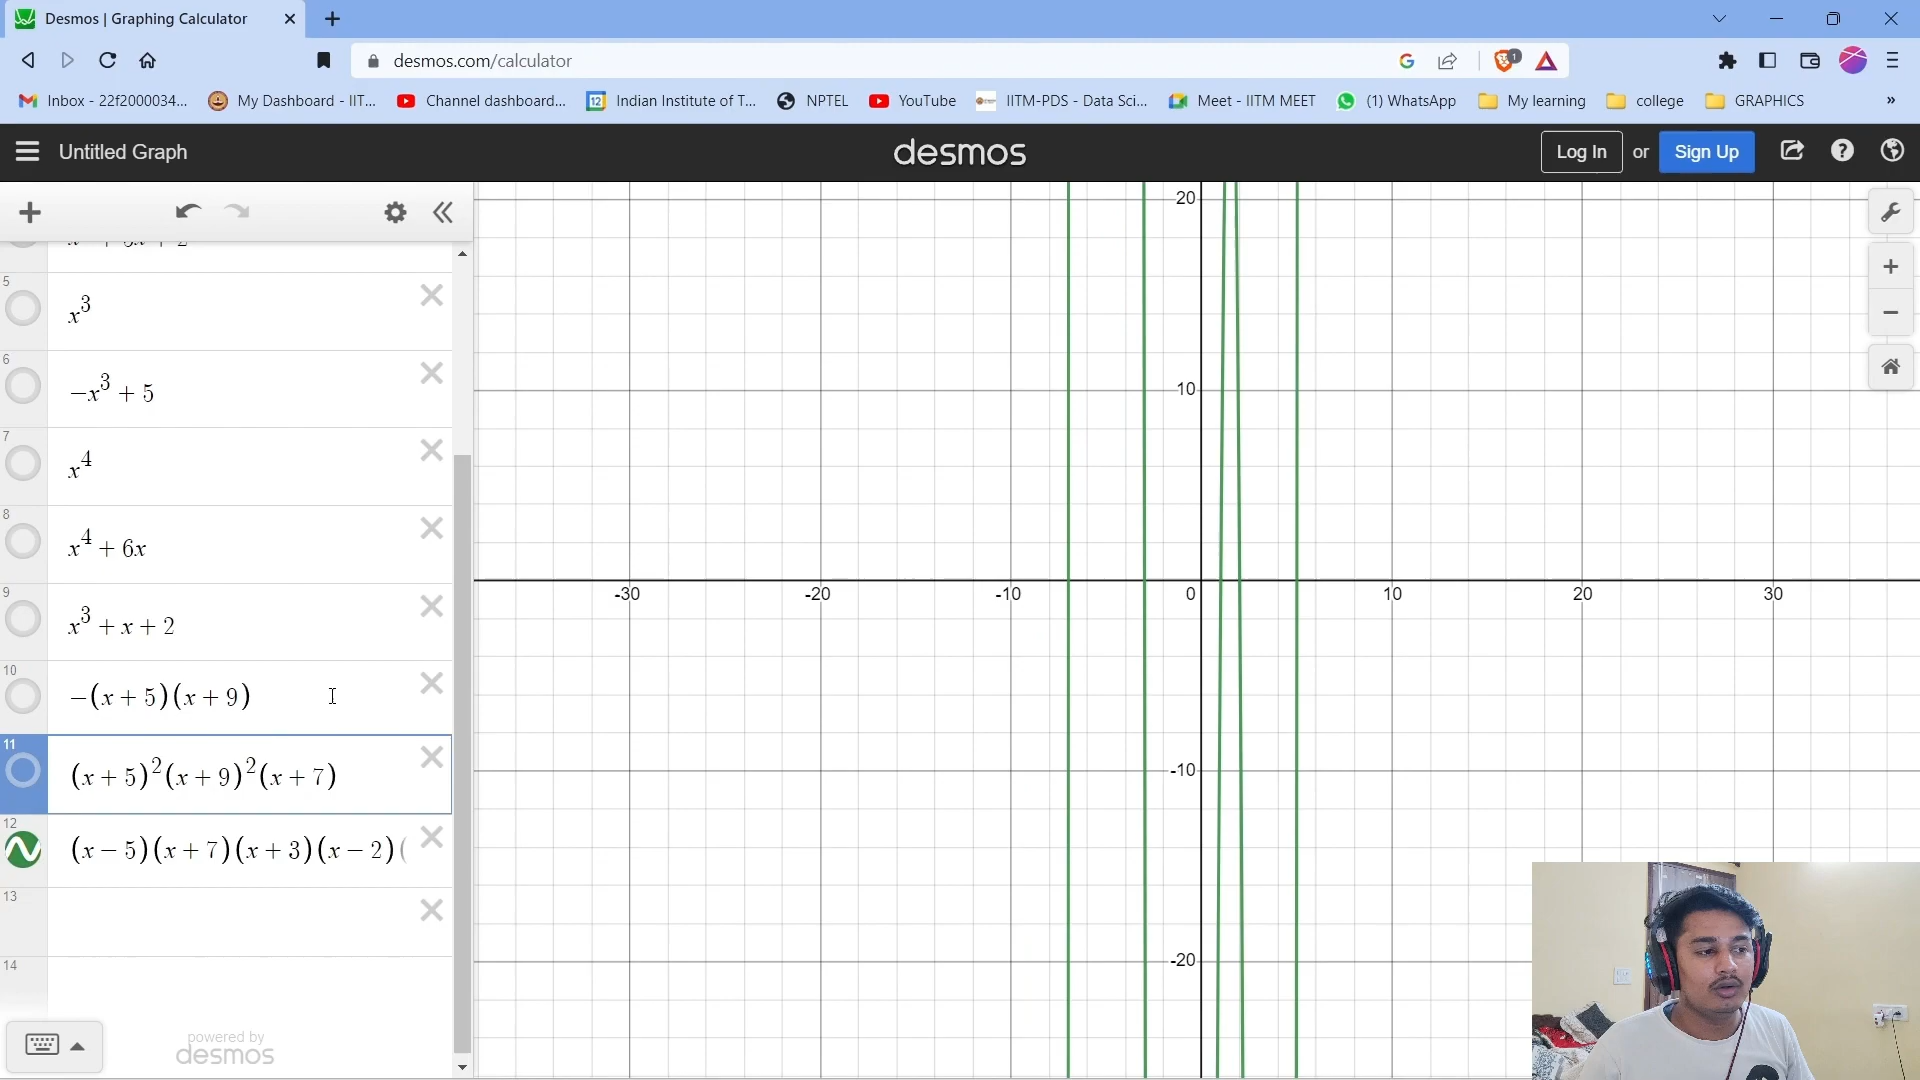 Desmos | Graphing Calculator
desmos.com/calculator
1
Inbox - 22f2000034...
My Dashboard - IIT...
Channel dashboard...
12
Indian Institute of T...
NPTEL
YouTube
IITM-PDS - Data Sci...
Meet - IITM MEET
(1) WhatsApp
My learning
college
GRAPHICS
»
Untitled Graph
desmos
Log In or Sign Up
5
x^3
6
−x^3 + 5
7
x^4
8
x^4 + 6x
9
x^3 + x + 2
10
−(x + 5)(x + 9)
11
(x + 5)^2(x + 9)^2(x + 7)
12
(x − 5)(x + 7)(x + 3)(x − 2)(
13
14
powered by
desmos
20
10
-30 -20 -10 0 10 20 30
-10
-20